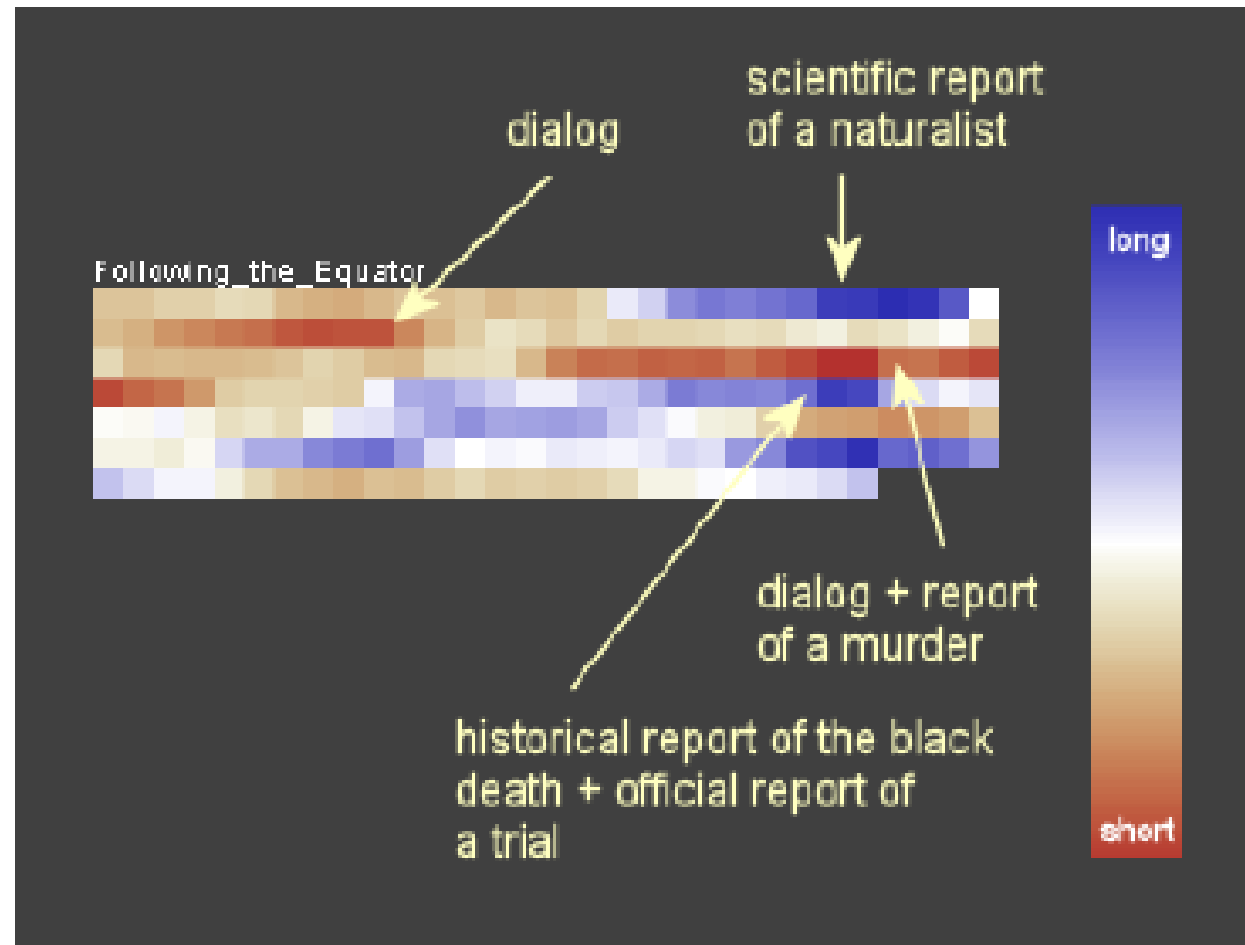 scientific report
of a naturalist
dialog
long
Following_the_Equator
dialog + report
of a murder
historical report of the black
death + official report of
a trial
short